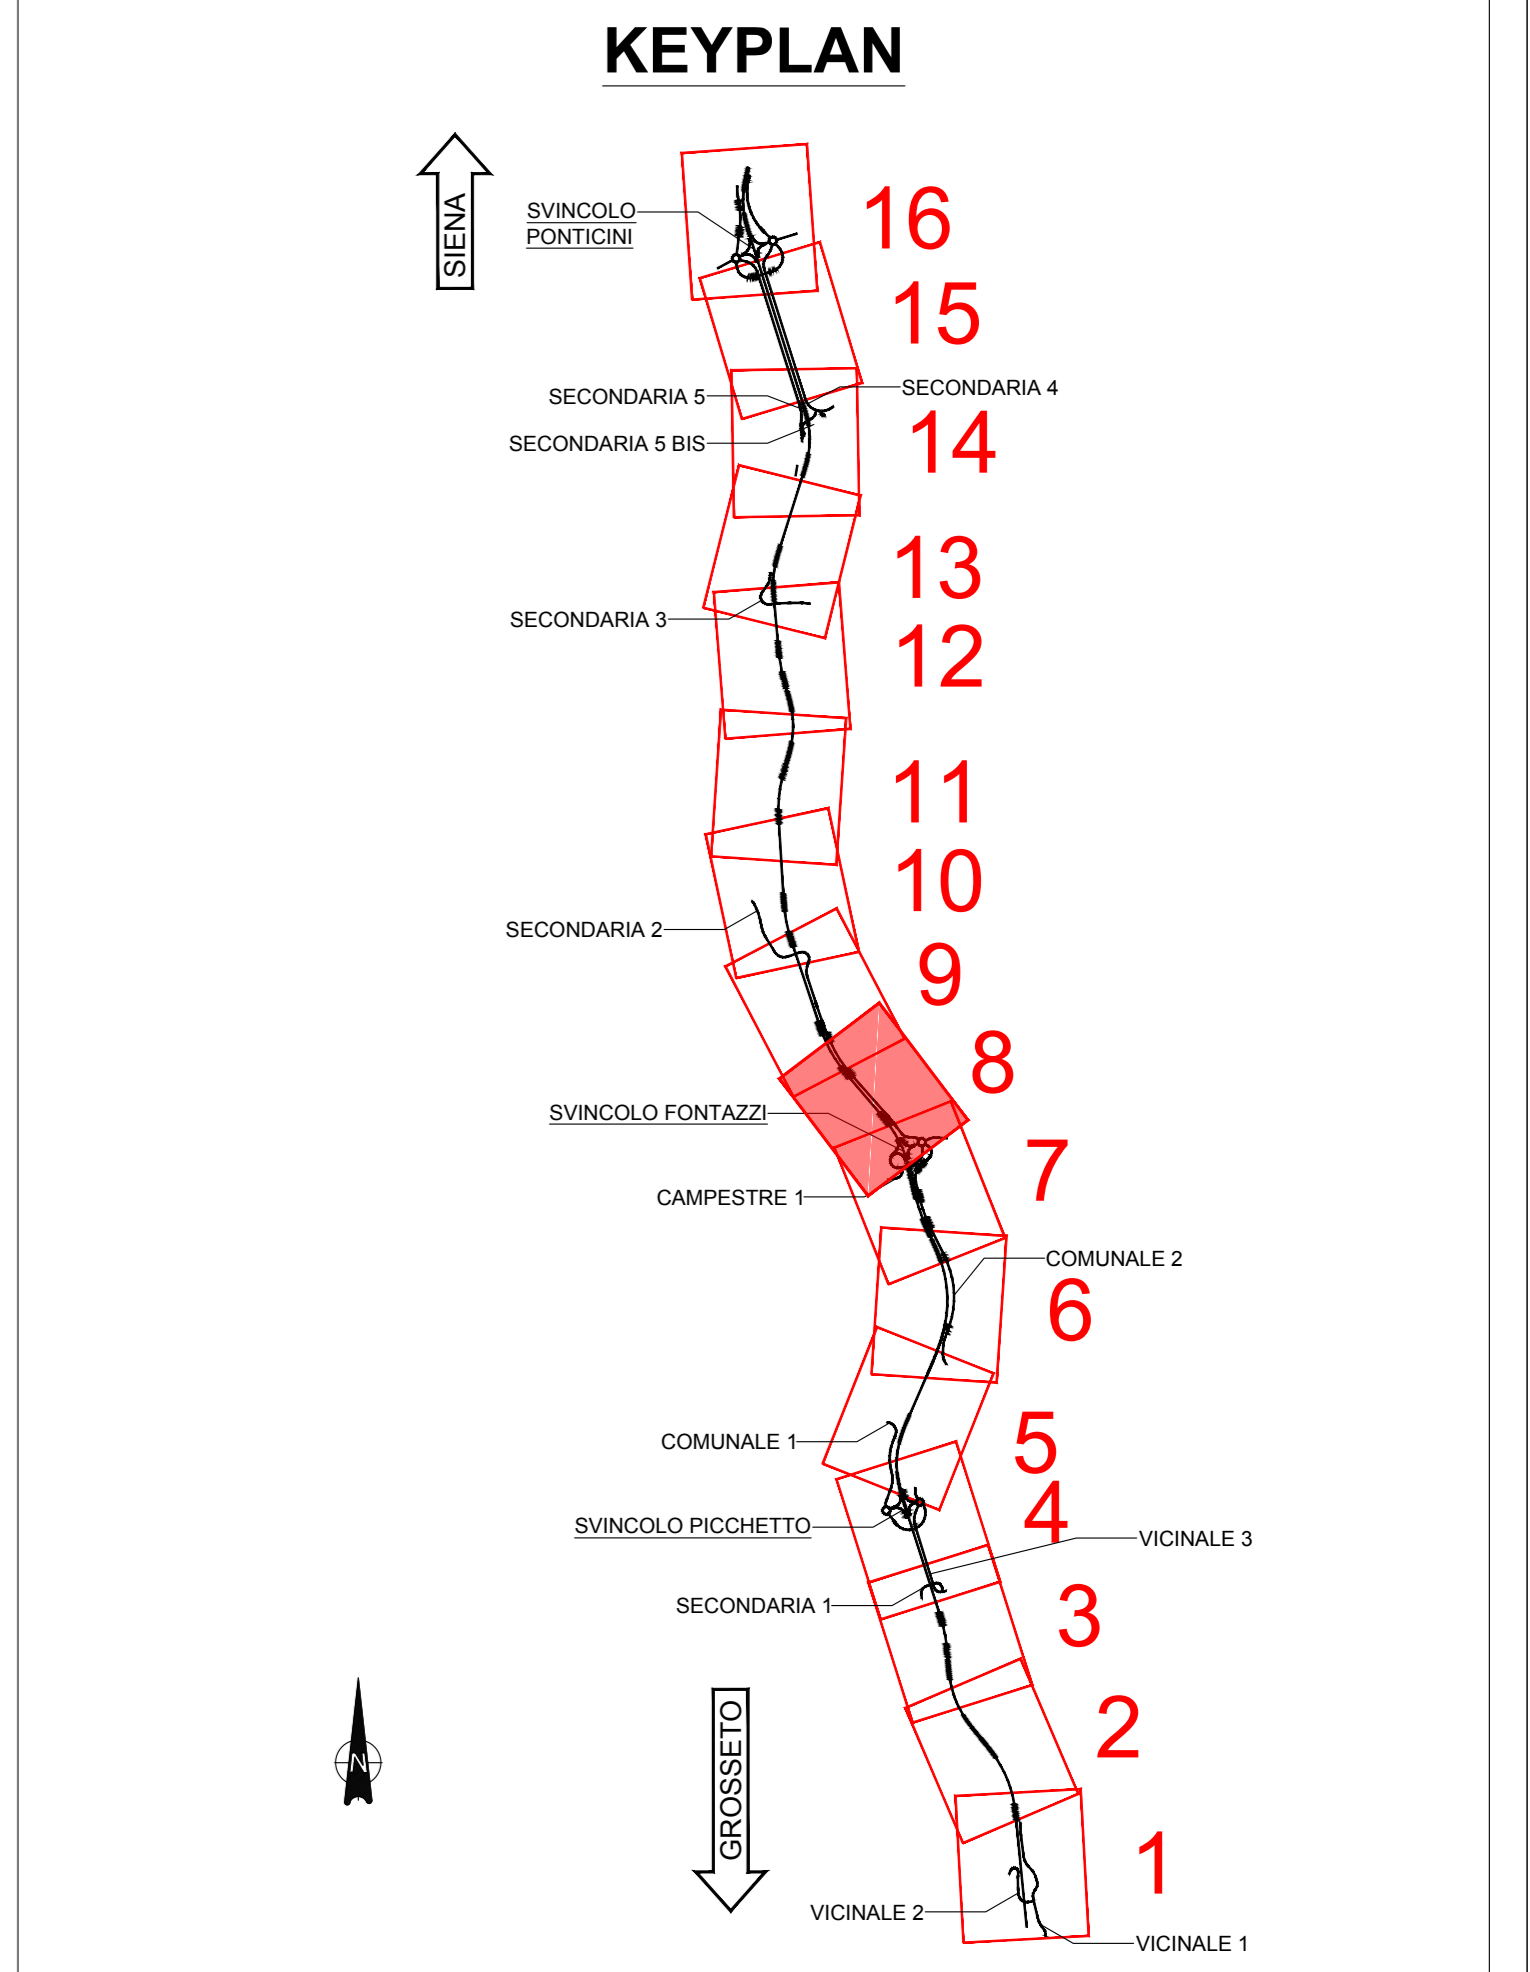 KEYPLAN
SIENA
SVINCOLO
PONTICINI
16
15
SECONDARIA 5
SECONDARIA 4
14
SECONDARIA 5 BIS
13
SECONDARIA 3
12
11
10
SECONDARIA 2
9
8
SVINCOLO FONTAZZI
7
CAMPESTRE 1
COMUNALE 2
6
COMUNALE 1
5
4
SVINCOLO PICCHETTO
VICINALE 3
SECONDARIA 1
3
2
N
GROSSETO
1
VICINALE 2
VICINALE 1